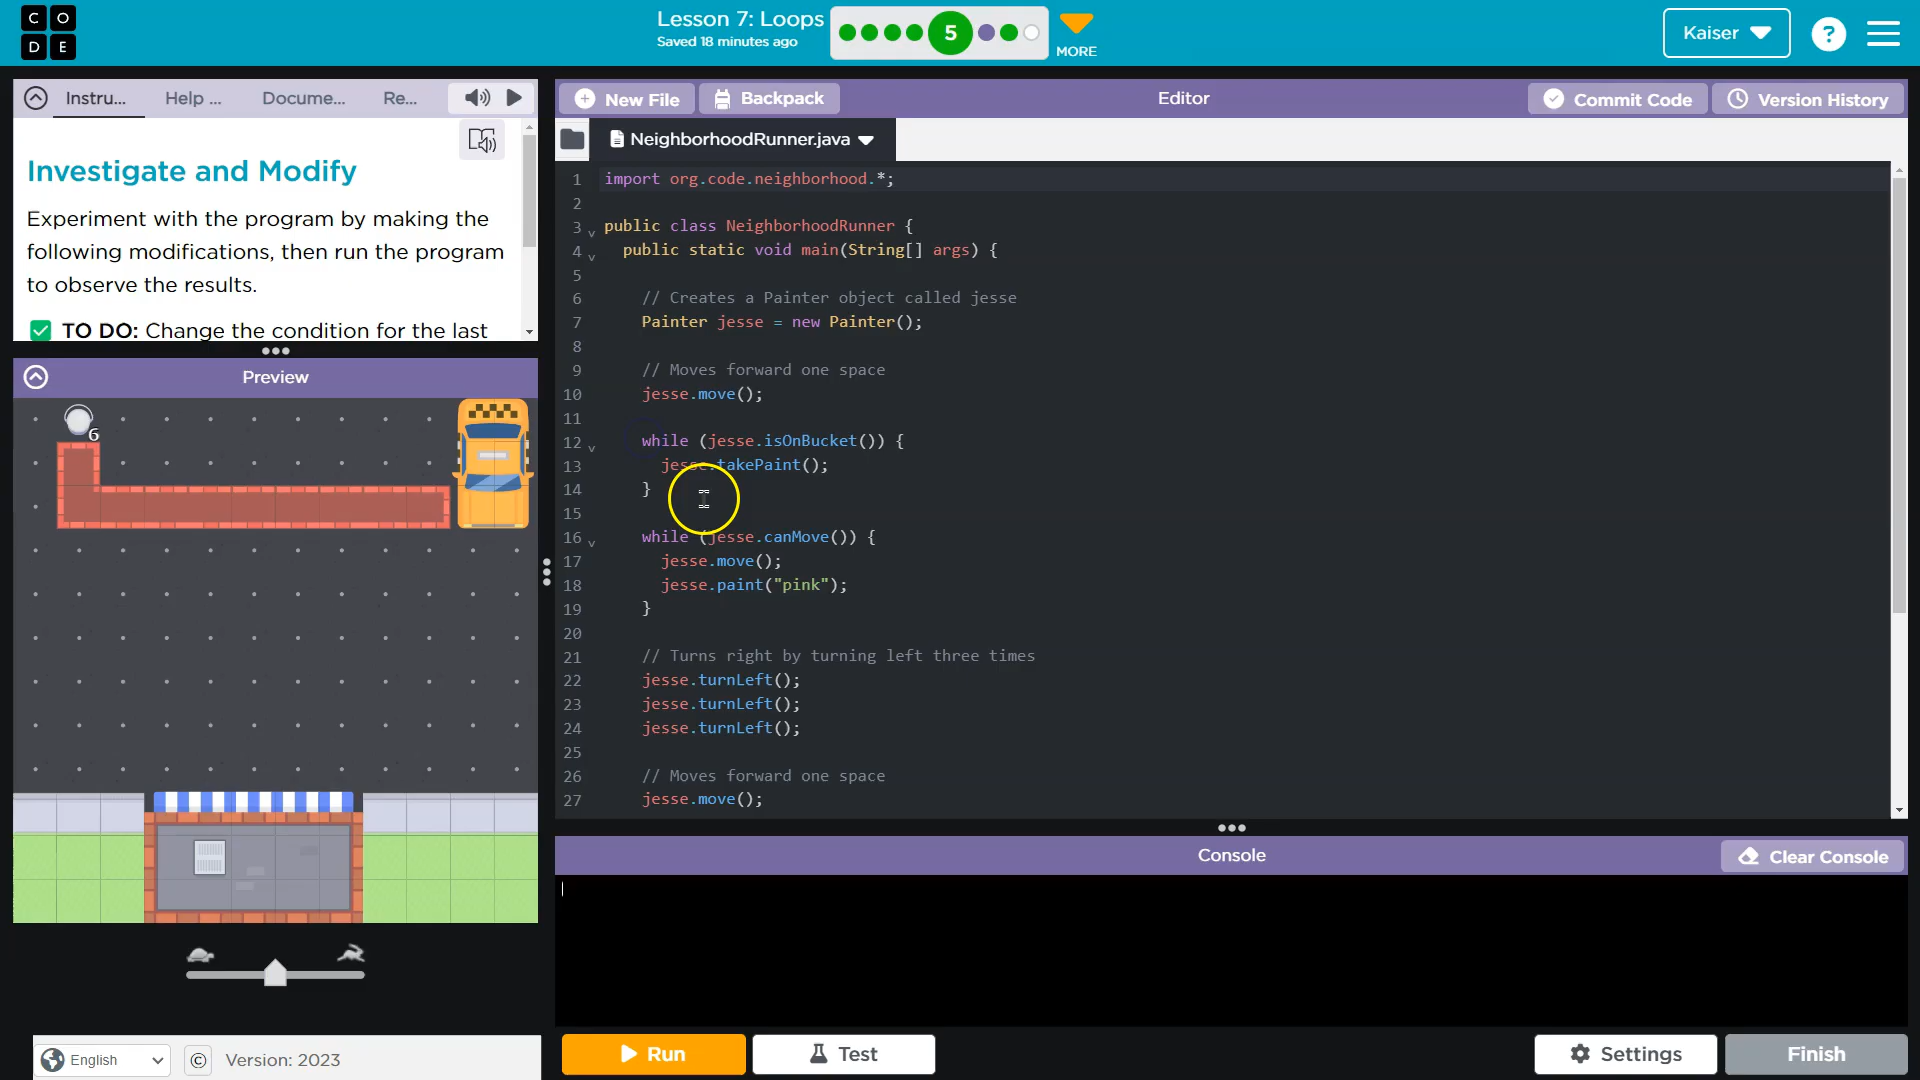 C O
D E
Lesson 7: Loops
Saved 18 minutes ago
5
MORE
Kaiser
?
Instru...
Help ...
Docume...
Re...
Investigate and Modify
Experiment with the program by making the
following modifications, then run the program
to observe the results.
TO DO: Change the condition for the last
Preview
6
English
©
Version: 2023
New File
Backpack
Editor
Commit Code
Version History
NeighborhoodRunner.java
1 import org.code.neighborhood.*;
2
3 public class NeighborhoodRunner {
4 public static void main(String[] args) {
5
6 // Creates a Painter object called jesse
7 Painter jesse = new Painter();
8
9 // Moves forward one space
10 jesse.move();
11
12 while (jesse.isOnBucket()) {
13 jesse.takePaint();
14 }
15
16 while (jesse.canMove()) {
17 jesse.move();
18 jesse.paint("pink");
19 }
20
21 // Turns right by turning left three times
22 jesse.turnLeft();
23 jesse.turnLeft();
24 jesse.turnLeft();
25
26 // Moves forward one space
27 jesse.move();
Console
Clear Console
Run
Test
Settings
Finish